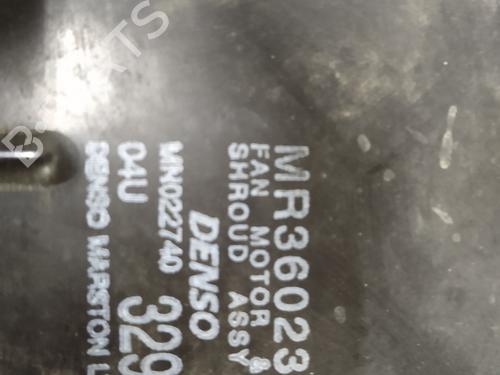 MR36023
FAN MOTOR &
SHROUD ASSY
DENSO
MN022740 329
04U
DENSO MARSTON L